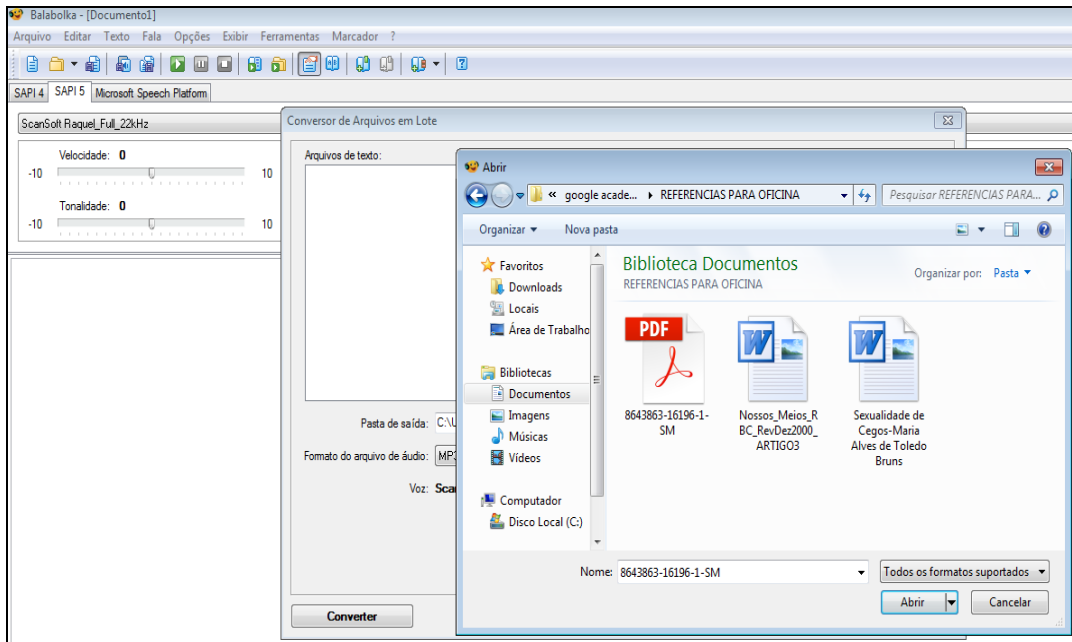 Balabolka - [Documento1]
Arquivo Editar Texto Fala Opções Exibir Ferramentas Marcador ?
SAPI 4 SAPI 5 Microsoft Speech Platform
ScanSoft Raquel_Full_22kHz
Velocidade: 0
-10 10
Tonalidade: 0
-10 10
Conversor de Arquivos em Lote
Arquivos de texto:
Pasta de saída: C:\U
Formato do arquivo de áudio: MP3
Voz: Scan
Converter
Abrir
« google acade... REFERENCIAS PARA OFICINA
Pesquisar REFERENCIAS PARA...
Organizar Nova pasta
Favoritos
Downloads
Locais
Área de Trabalho
Bibliotecas
Documentos
Imagens
Músicas
Vídeos
Computador
Disco Local (C:)
Biblioteca Documentos
REFERENCIAS PARA OFICINA
Organizar por: Pasta
PDF
8643863-16196-1-
SM
W
Nossos_Meios_R
BC_RevDez2000_
ARTIGO3
W
Sexualidade de
Cegos-Maria
Alves de Toledo
Bruns
Nome: 8643863-16196-1-SM
Todos os formatos suportados
Abrir Cancelar